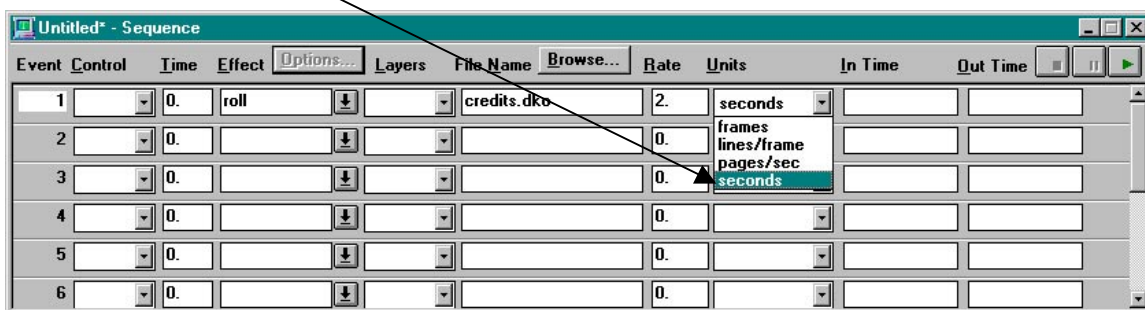 Untitled* - Sequence
Event Control Time Effect Options... Layers File Name Browse... Rate Units In Time Out Time
1 0. roll credits.dko 2. seconds
frames
2 0. 0.
lines/frame
pages/sec
3 0. 0.
seconds
4 0. 0.
5 0. 0.
6 0. 0.